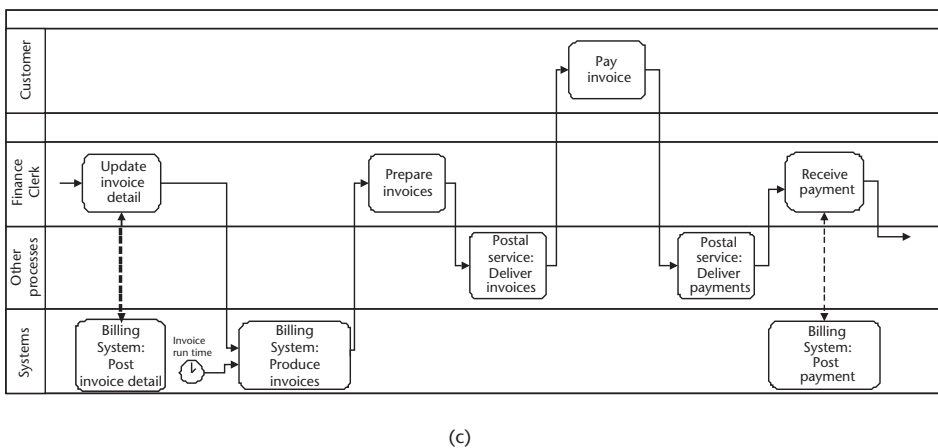 Customer
Pay
invoice
Finance
Clerk
Update
invoice
detail
Prepare
invoices
Receive
payment
Other
processes
Postal
service:
Deliver
invoices
Postal
service:
Deliver
payments
Systems
Billing
System:
Post
invoice detail
Invoice
run time
Billing
System:
Produce
invoices
Billing
System:
Post
payment
(c)